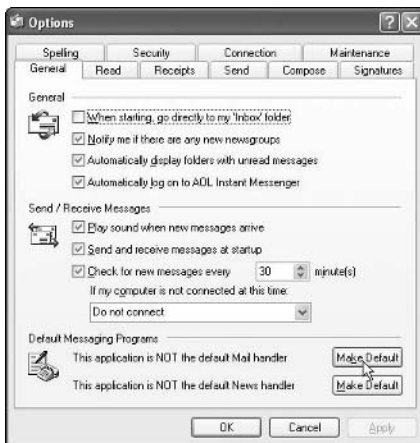 Options
Spelling Security Connection Maintenance
General Read Receipts Send Compose Signatures
General
When starting, go directly to my 'Inbox' folder
Notify me if there are any new newsgroups
Automatically display folders with unread messages
Automatically log on to AOL Instant Messenger
Send / Receive Messages
Play sound when new messages arrive
Send and receive messages at startup
Check for new messages every 30 minute(s)
If my computer is not connected at this time:
Do not connect
Default Messaging Programs
This application is NOT the default Mail handler Make Default
This application is NOT the default News handler Make Default
OK Cancel Apply